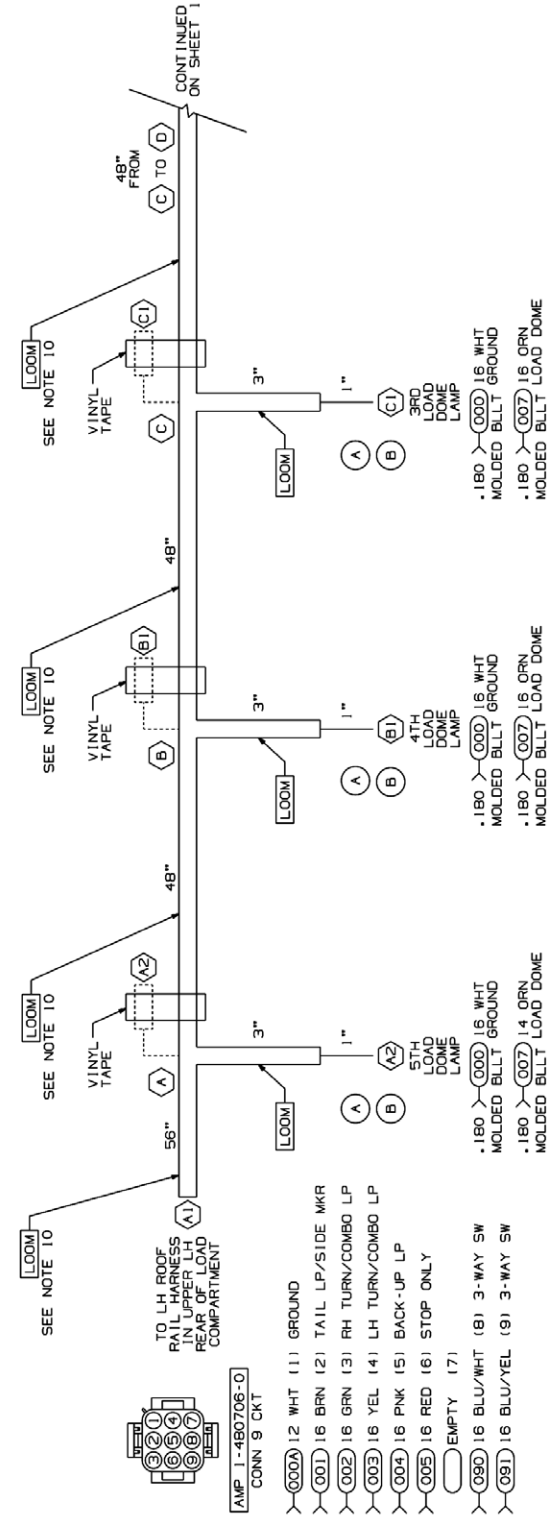 LOOM
SEE NOTE 10
LOOM
SEE NOTE 10
LOOM
SEE NOTE 10
LOOM
SEE NOTE 10
VINYL
TAPE
A2
VINYL
TAPE
B1
VINYL
TAPE
C1
48"
FROM
C TO D
CONTINUED
ON SHEET 1
A1
56"
A
48"
B
48"
C
TO LH ROOF
RAIL HARNESS
IN UPPER LH
REAR OF LOAD
COMPARTMENT
LOOM
3"
1"
A
B
A2
5TH
LOAD
DOME
LAMP
.180 000 16 WHT
MOLDED BLLT GROUND
.180 007 14 ORN
MOLDED BLLT LOAD DOME
LOOM
3"
1"
A
B
B1
4TH
LOAD
DOME
LAMP
.180 000 16 WHT
MOLDED BLLT GROUND
.180 007 16 ORN
MOLDED BLLT LOAD DOME
LOOM
3"
1"
A
B
C1
3RD
LOAD
DOME
LAMP
.180 000 16 WHT
MOLDED BLLT GROUND
.180 007 16 ORN
MOLDED BLLT LOAD DOME
3 2 1
6 5 4
9 8 7
AMP 1-480706-0
CONN 9 CKT
000A 12 WHT (1) GROUND
001 16 BRN (2) TAIL LP/SIDE MKR
002 16 GRN (3) RH TURN/COMBO LP
003 16 YEL (4) LH TURN/COMBO LP
004 16 PNK (5) BACK-UP LP
005 16 RED (6) STOP ONLY
EMPTY (7)
090 16 BLU/WHT (8) 3-WAY SW
091 16 BLU/YEL (9) 3-WAY SW